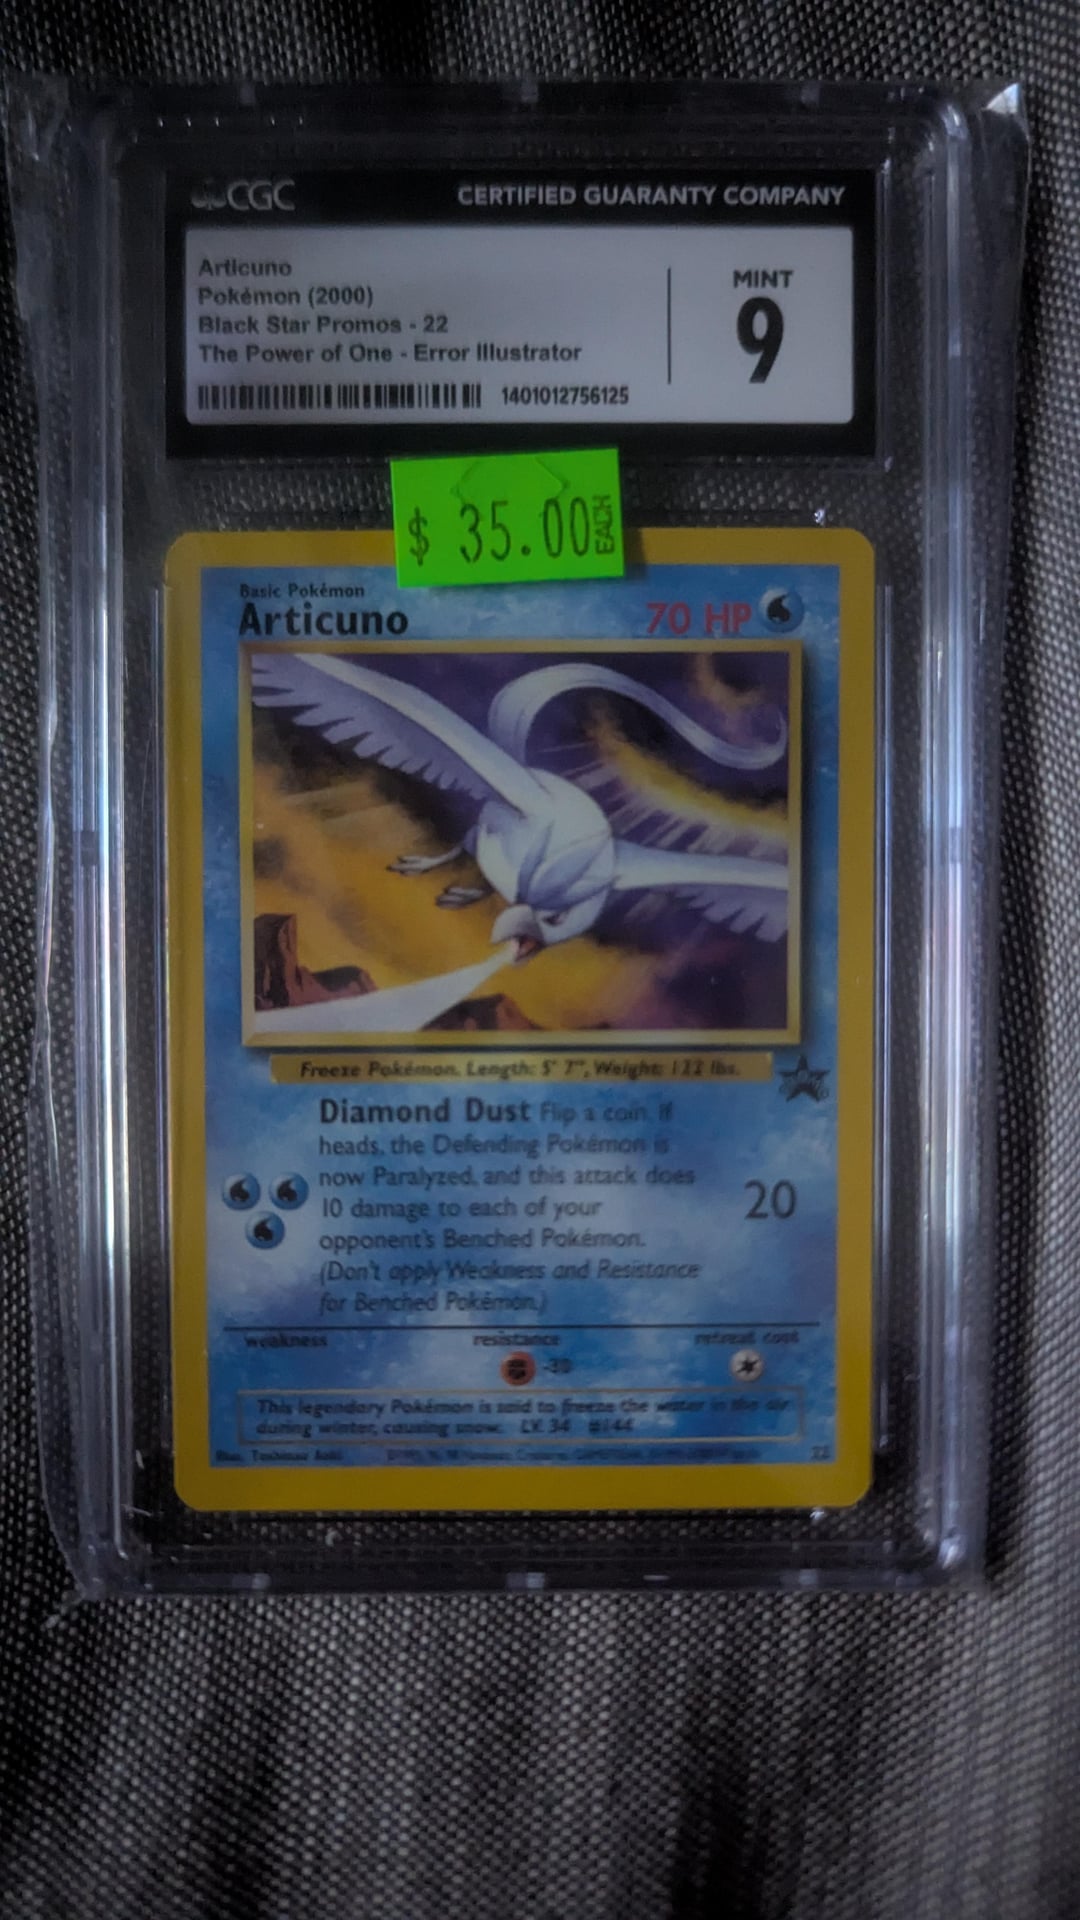 CGC CERTIFIED GUARANTY COMPANY
Articuno
Pokémon (2000)
Black Star Promos - 22
The Power of One - Error Illustrator
1401012756125
MINT
9
$ 35.00 EACH
Basic Pokémon
Articuno 70 HP
Freeze Pokémon. Length: 5' 7", Weight: 122 lbs.
Diamond Dust Flip a coin. If
heads, the Defending Pokémon is
now Paralyzed, and this attack does
10 damage to each of your
opponent's Benched Pokémon.
(Don't apply Weakness and Resistance
for Benched Pokémon.)
20
weakness resistance retreat cost
-30
This legendary Pokémon is said to freeze the water in the air
during winter, causing snow. LV. 34 #144
22